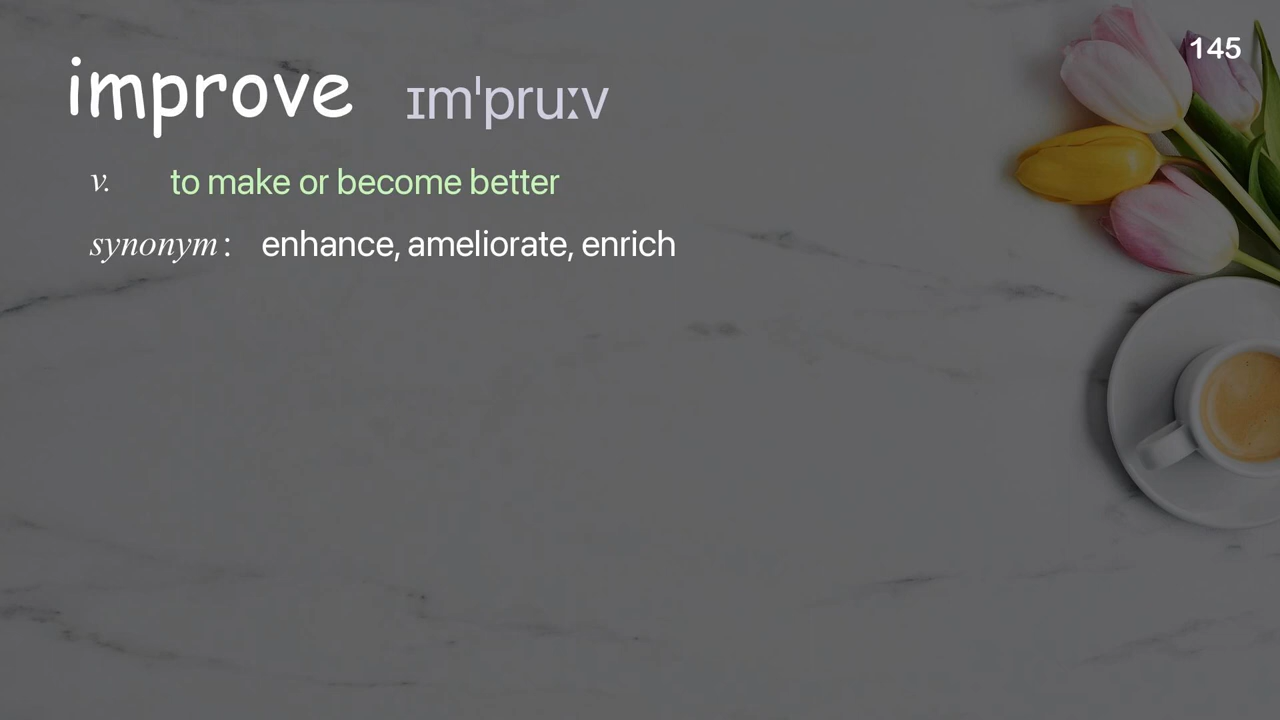 145
improve ɪmˈpruːv
v. to make or become better
synonym: enhance, ameliorate, enrich